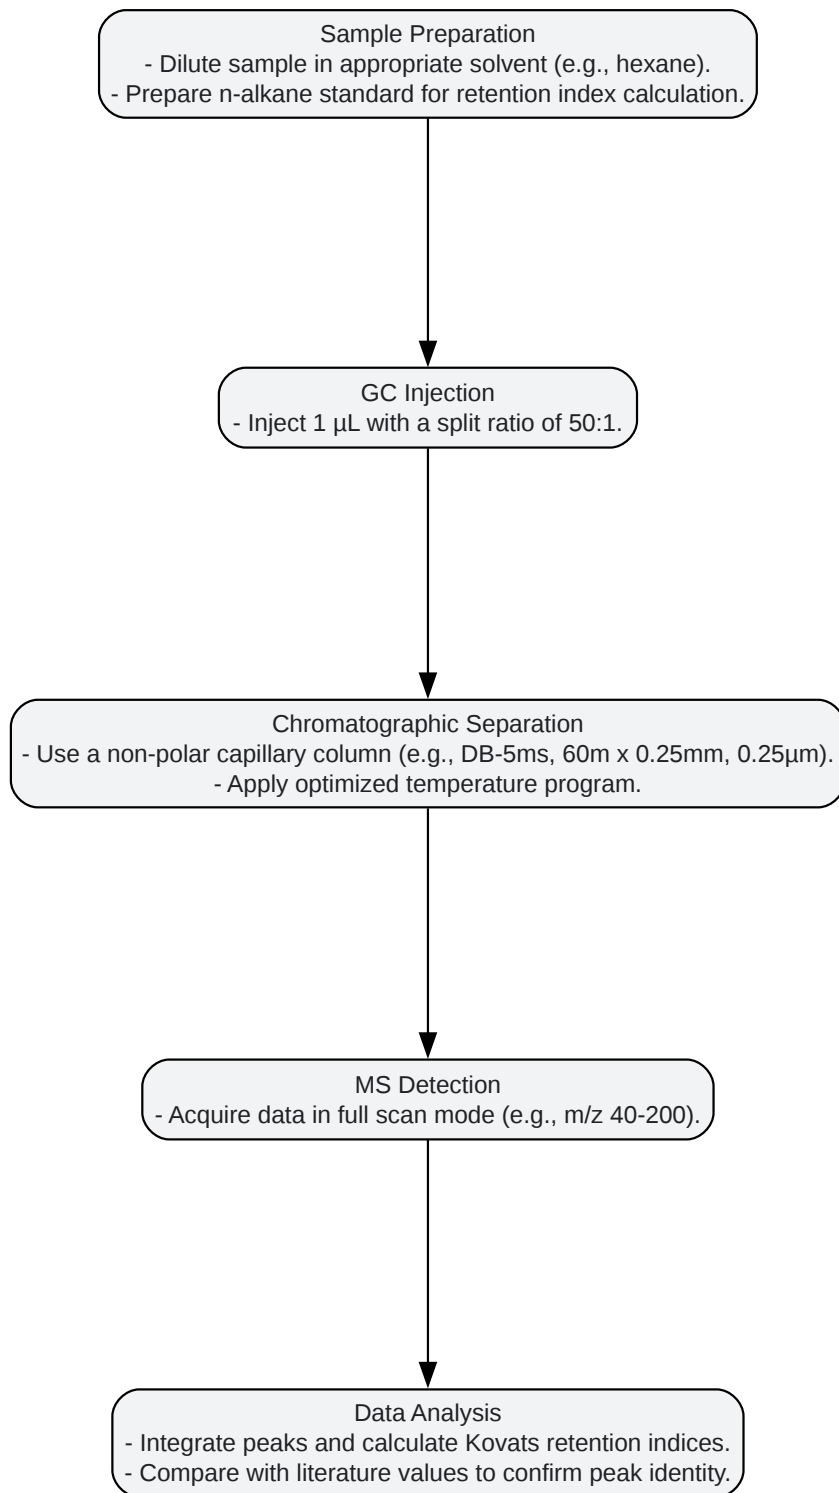 Sample Preparation
- Dilute sample in appropriate solvent (e.g., hexane).
- Prepare n-alkane standard for retention index calculation.
GC Injection
- Inject 1 µL with a split ratio of 50:1.
Chromatographic Separation
- Use a non-polar capillary column (e.g., DB-5ms, 60m x 0.25mm, 0.25µm).
- Apply optimized temperature program.
MS Detection
- Acquire data in full scan mode (e.g., m/z 40-200).
Data Analysis
- Integrate peaks and calculate Kovats retention indices.
- Compare with literature values to confirm peak identity.